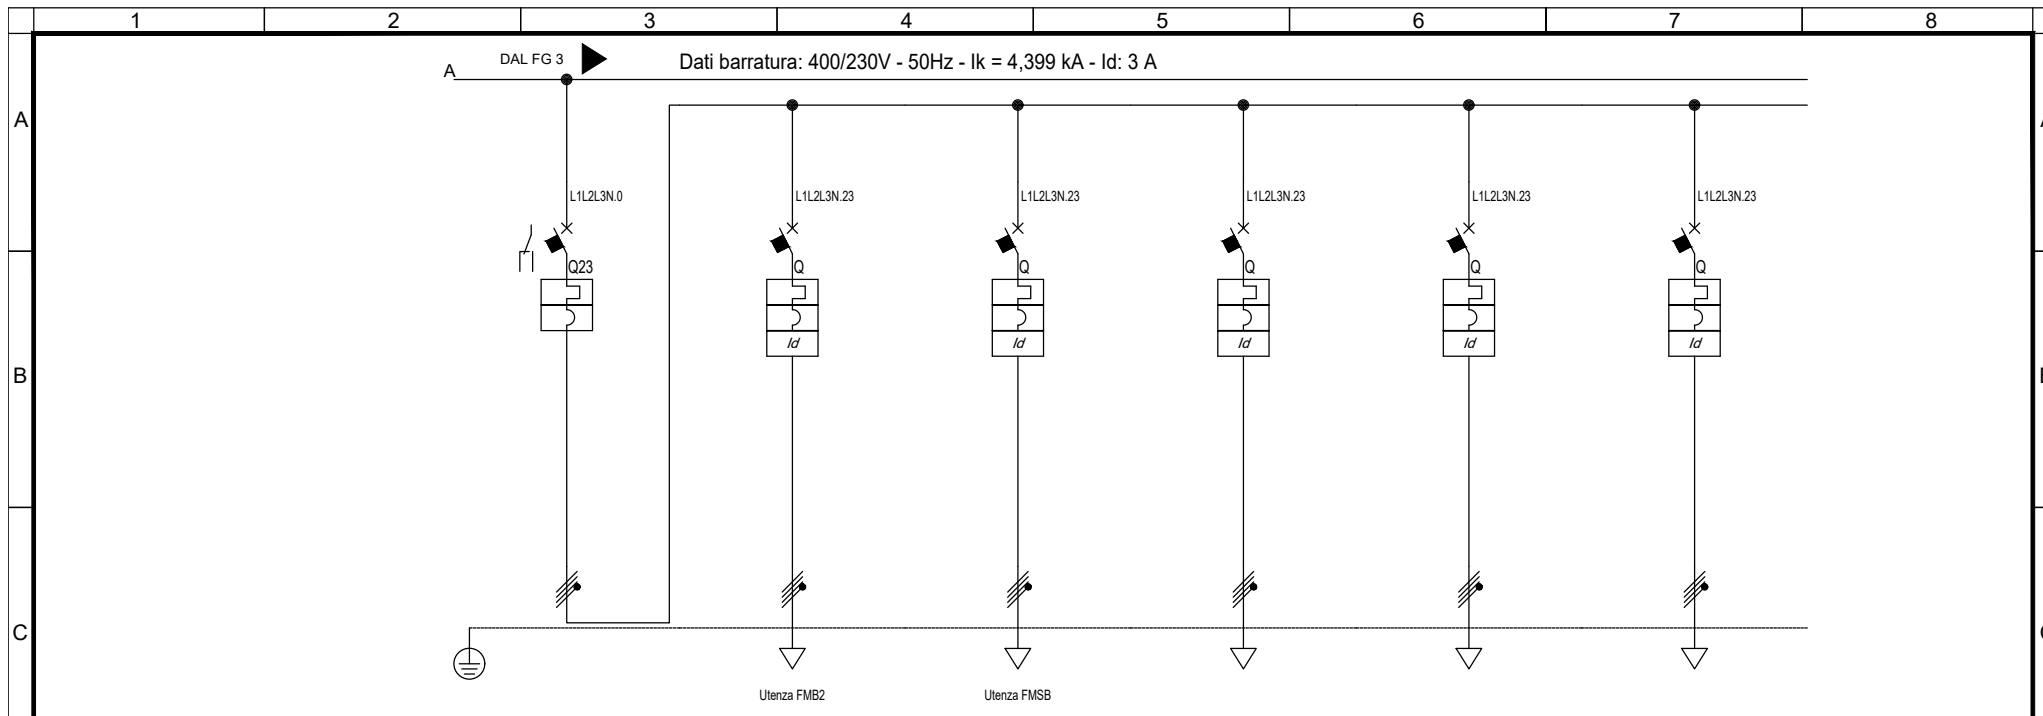 1 2 3 4 5 6 7 8
DAL FG 3 Dati barratura: 400/230V - 50Hz - Ik = 4,399 kA - Id: 3 A
A
A
L1L2L3N.0 L1L2L3N.23 L1L2L3N.23 L1L2L3N.23 L1L2L3N.23 L1L2L3N.23
Q23 Q Q Q Q Q
Id Id Id Id Id
B
C
Utenza FMB2 Utenza FMSB